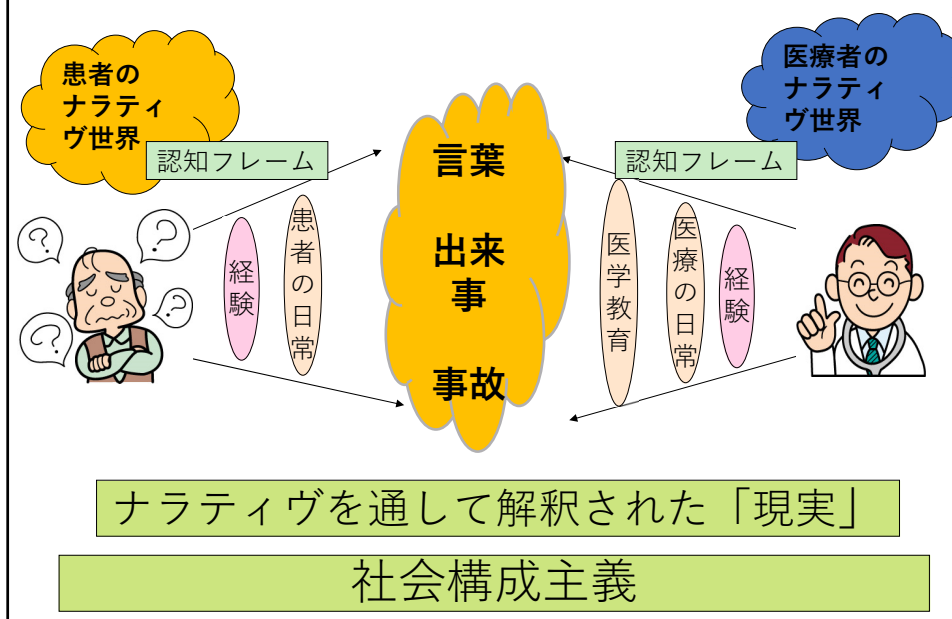 患者の
ナラティ
ヴ世界
医療者の
ナラティ
ヴ世界
認知フレーム
認知フレーム
言葉
出来
事
事故
経験
患者の日常
医学教育
医療の日常
経験
?
?
?
?
ナラティヴを通して解釈された「現実」
社会構成主義